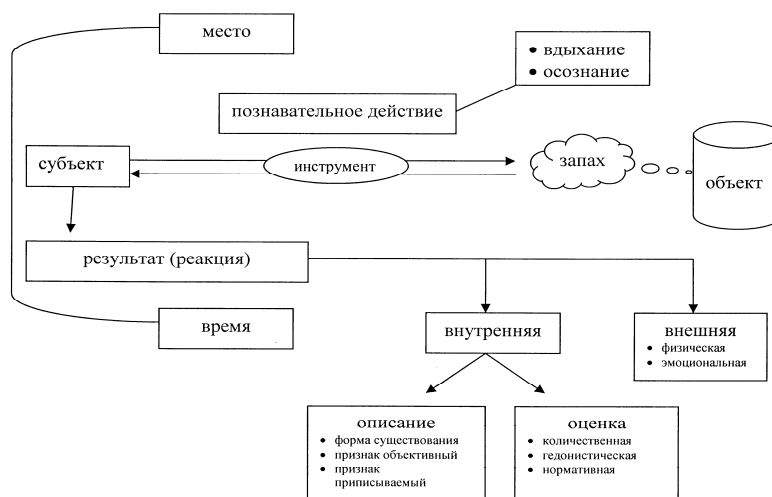 место
• вдыхание
• осознание
познавательное действие
субъект
инструмент
запах
объект
результат (реакция)
время
внутренняя
внешняя
• физическая
• эмоциональная
описание
• форма существования
• признак объективный
• признак
приписываемый
оценка
• количественная
• гедонистическая
• нормативная